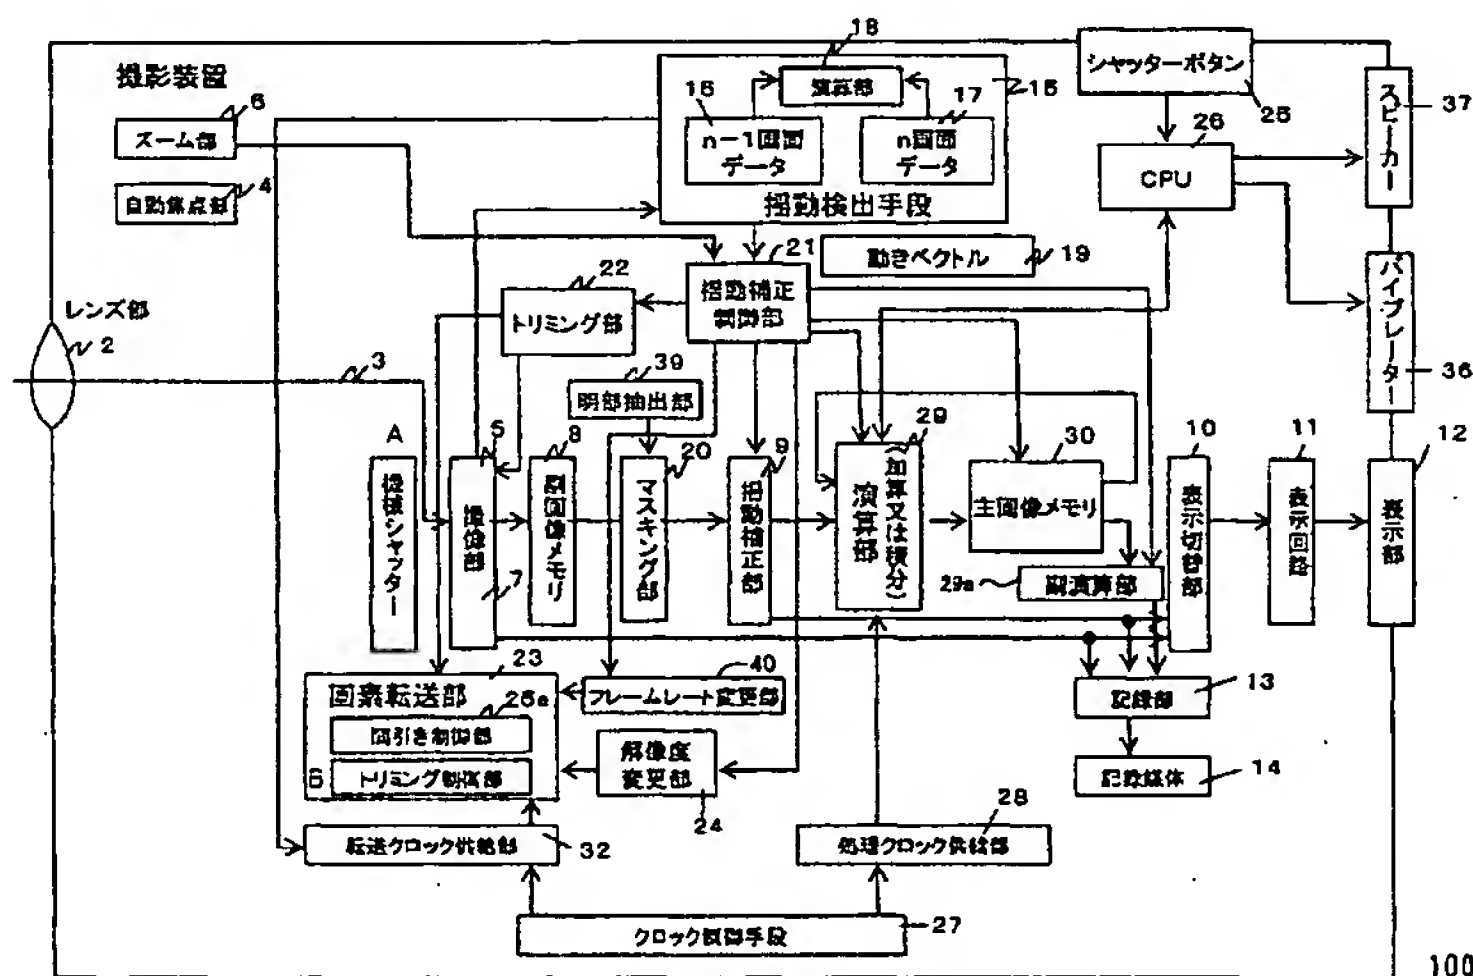 18
シャッターボタン
撮影装置
16
演算部
17
15
25
スピーカー
37
6
ズーム部
n-1画面
データ
n画面
データ
26
CPU
自動焦点部
4
揺動検出手段
21
動きベクトル
19
22
揺動補正
制御部
バイブレーター
レンズ部
トリミング部
2
3
39
36
明部抽出部
A
5
8
20
9
29
30
10
11
12
機械シャッター
撮像部
7
副画像メモリ
マスキング部
揺動補正部
演算部
(加算又は積分)
主画像メモリ
表示切替部
表示回路
表示部
29a
副演算部
23
40
画素転送部
フレームレート変更部
13
記録部
間引き制御部
解像度
変更部
B
トリミング制御部
24
記録媒体
14
28
転送クロック供給部
32
処理クロック供給部
クロック制御手段
27
100